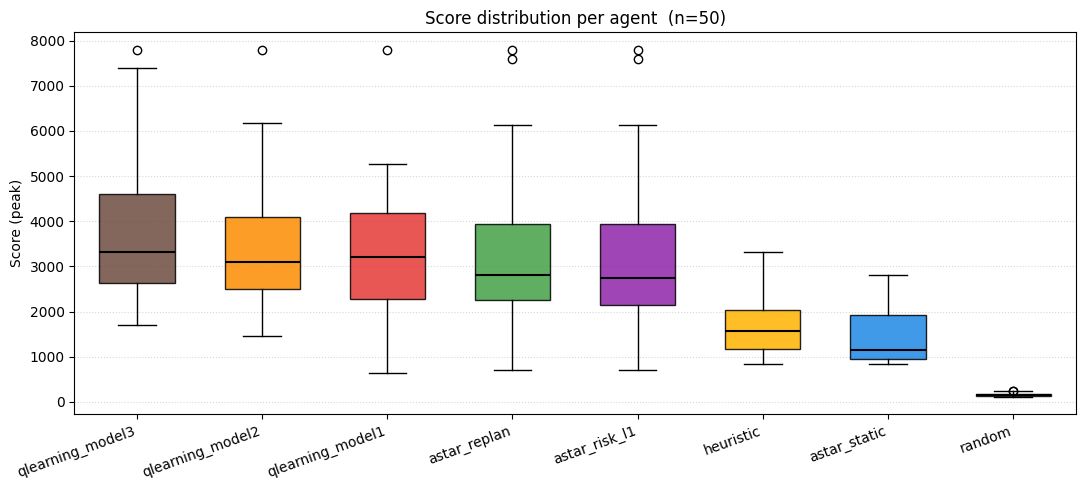 Score distribution per agent  (n=50)
Score (peak)
8000
7000
6000
5000
4000
3000
2000
1000
0
qlearning_model3
qlearning_model2
qlearning_model1
astar_replan
astar_risk_l1
heuristic
astar_static
random